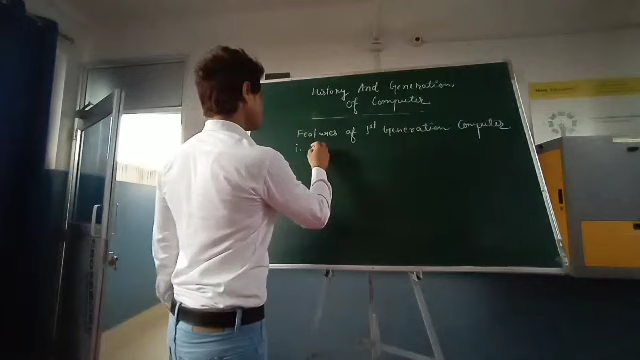 History And Generation
Of Computer
Features of 1st Generation Computer
i.